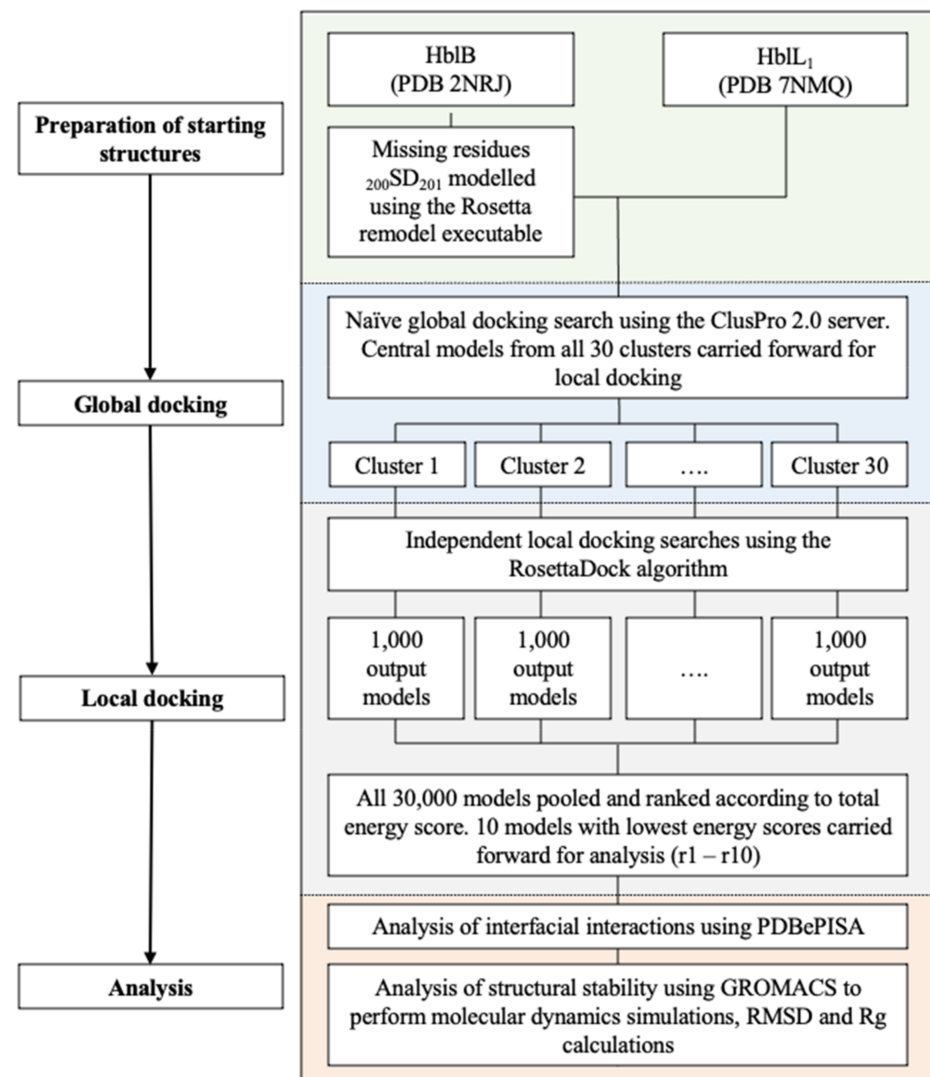 Preparation of starting
structures
Global docking
Local docking
Analysis
HblB
(PDB 2NRJ)
HblL₁
(PDB 7NMQ)
Missing residues
₂₀₀SD₂₀₁ modelled
using the Rosetta
remodel executable
Naïve global docking search using the ClusPro 2.0 server.
Central models from all 30 clusters carried forward for
local docking
Cluster 1
Cluster 2
….
Cluster 30
Independent local docking searches using the
RosettaDock algorithm
1,000
output
models
1,000
output
models
….
1,000
output
models
All 30,000 models pooled and ranked according to total
energy score. 10 models with lowest energy scores carried
forward for analysis (r1 – r10)
Analysis of interfacial interactions using PDBePISA
Analysis of structural stability using GROMACS to
perform molecular dynamics simulations, RMSD and Rg
calculations